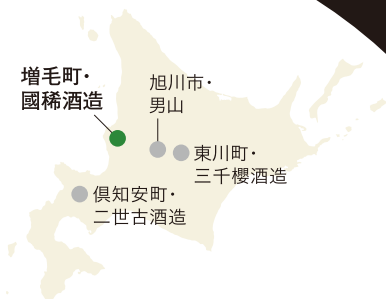 増毛町・
國稀酒造
旭川市・
男山
東川町・
三千櫻酒造
倶知安町・
二世古酒造